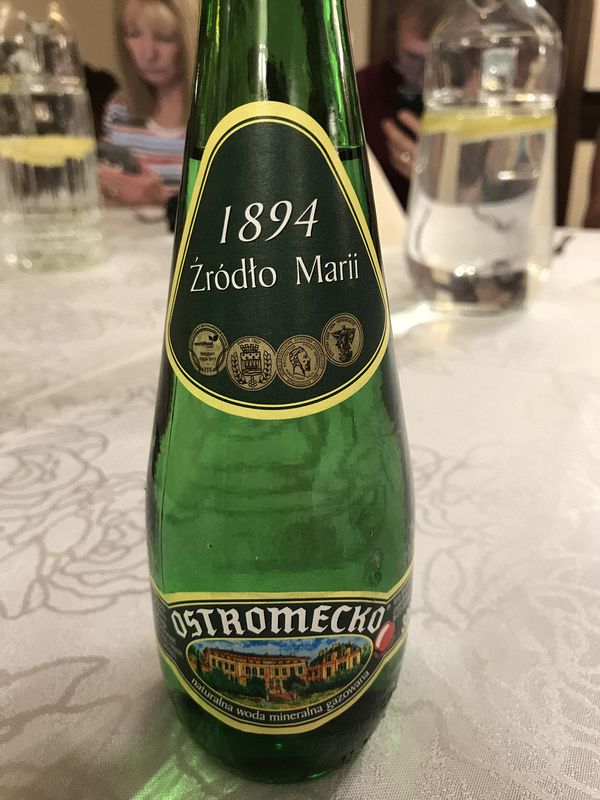 1894
Źródło Marii
OSTROMECKO
naturalna woda mineralna gazowana